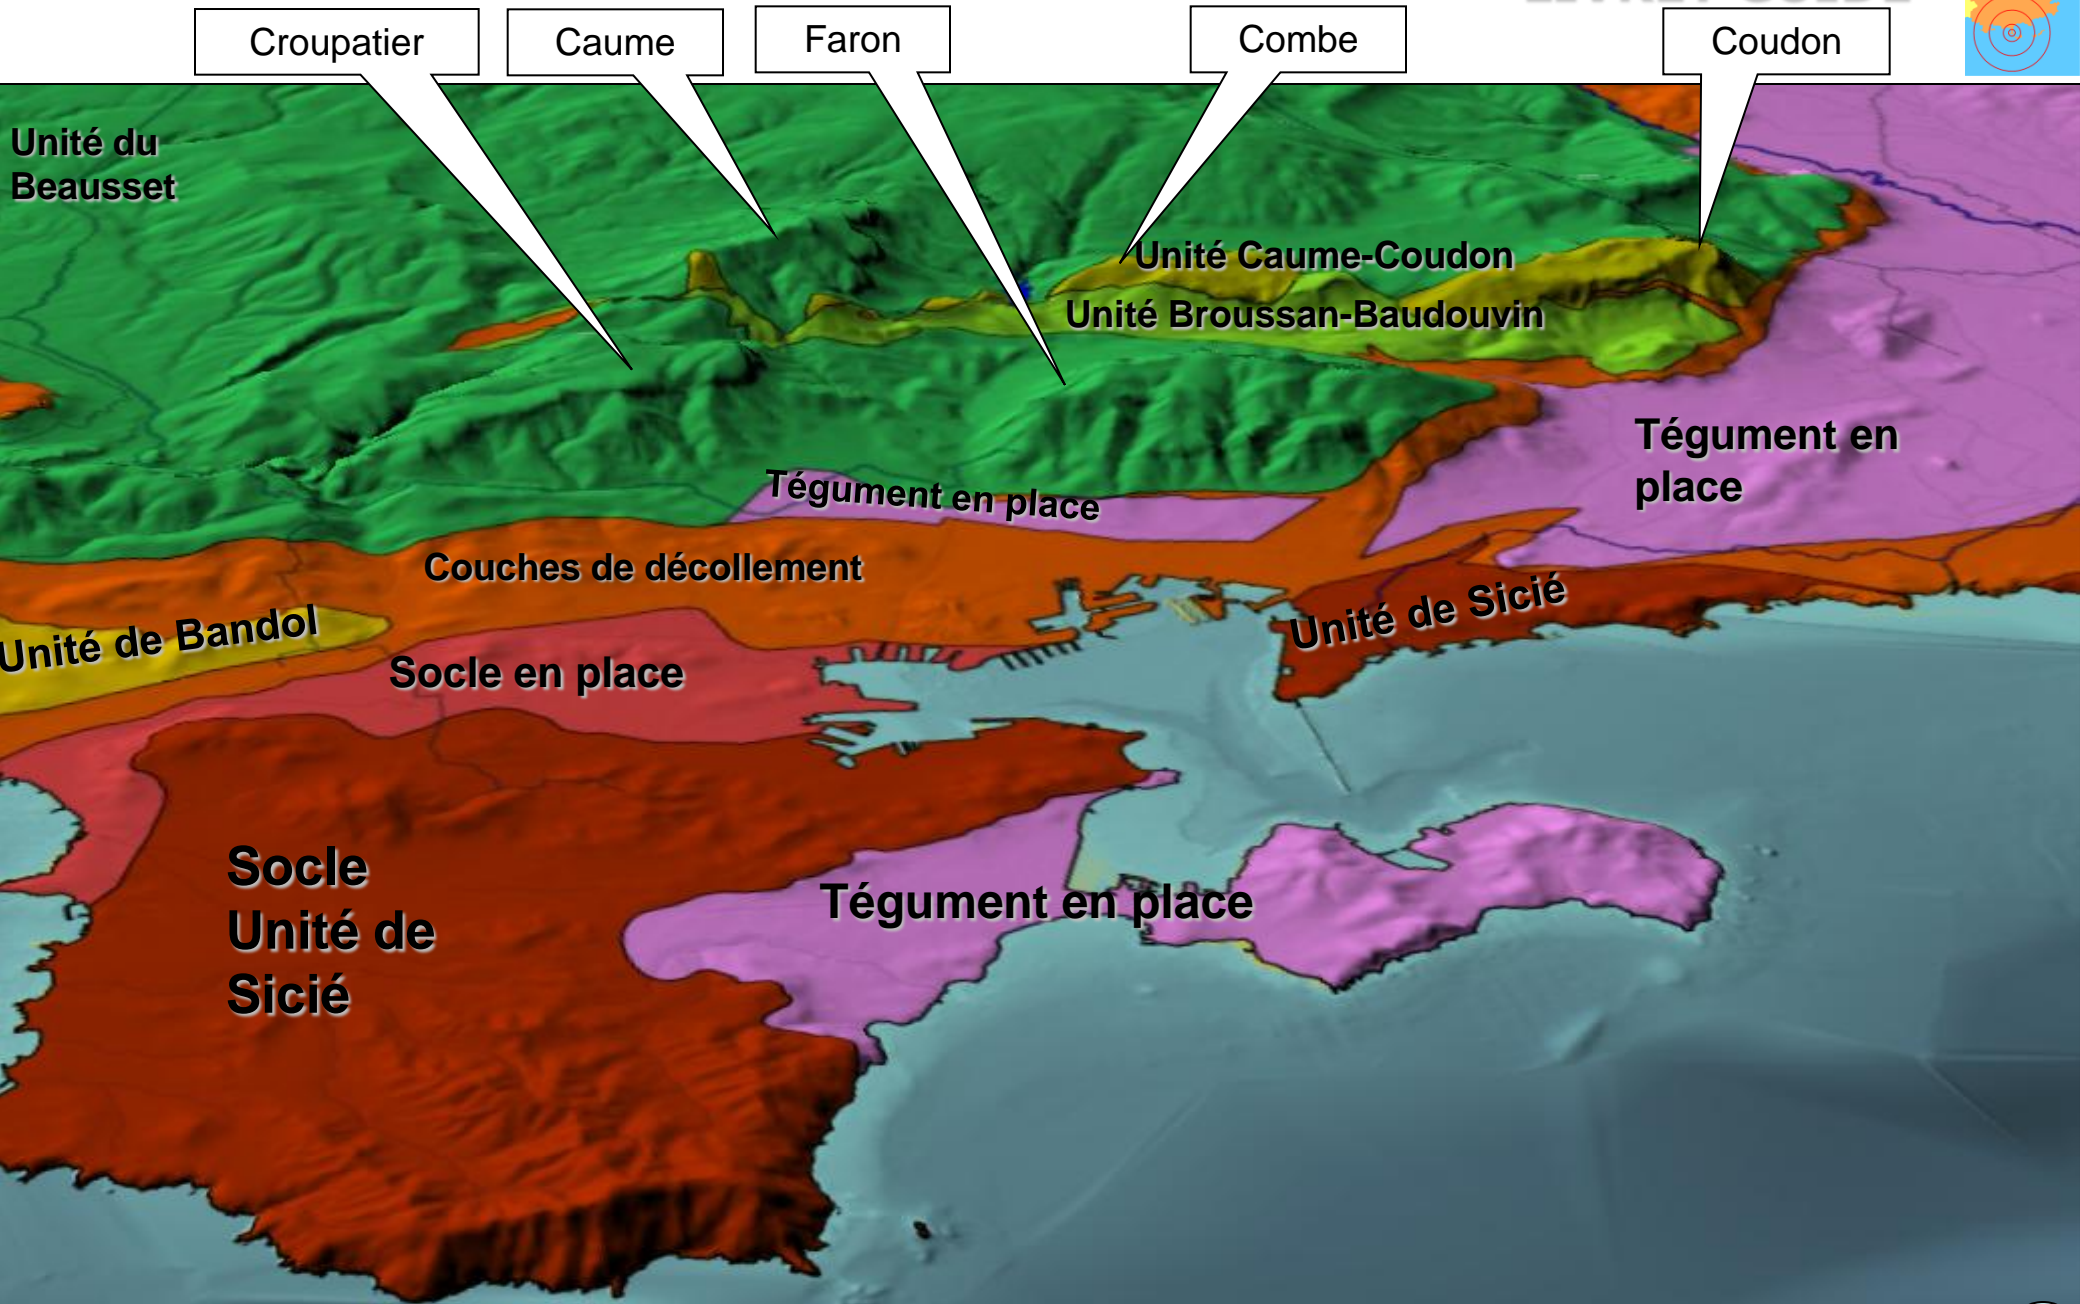 LIVRET GUIDE
Croupatier
Caume
Faron
Combe
Coudon
Unité du
Beausset
Unité Caume-Coudon
Unité Broussan-Baudouvin
Tégument en
place
Tégument en place
Couches de décollement
Unité de Bandol
Unité de Sicié
Socle en place
Socle
Unité de
Sicié
Tégument en place